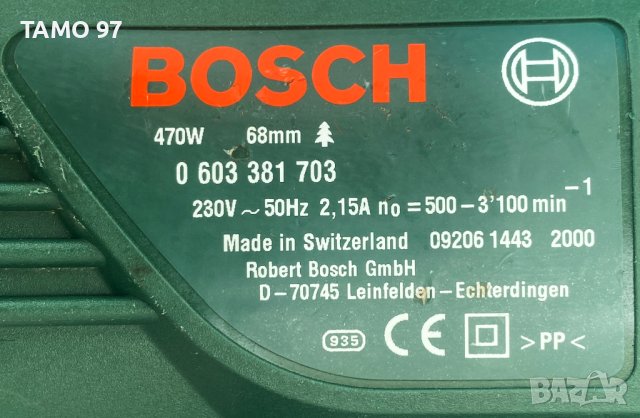 TAMO 97
BOSCH
470W 68mm
0 603 381 703
230V ~ 50Hz 2,15A n0 = 500 – 3'100 min⁻¹
Made in Switzerland 09206 1443 2000
Robert Bosch GmbH
D – 70745 Leinfelden – Echterdingen
935 CE >PP<
BAZAR